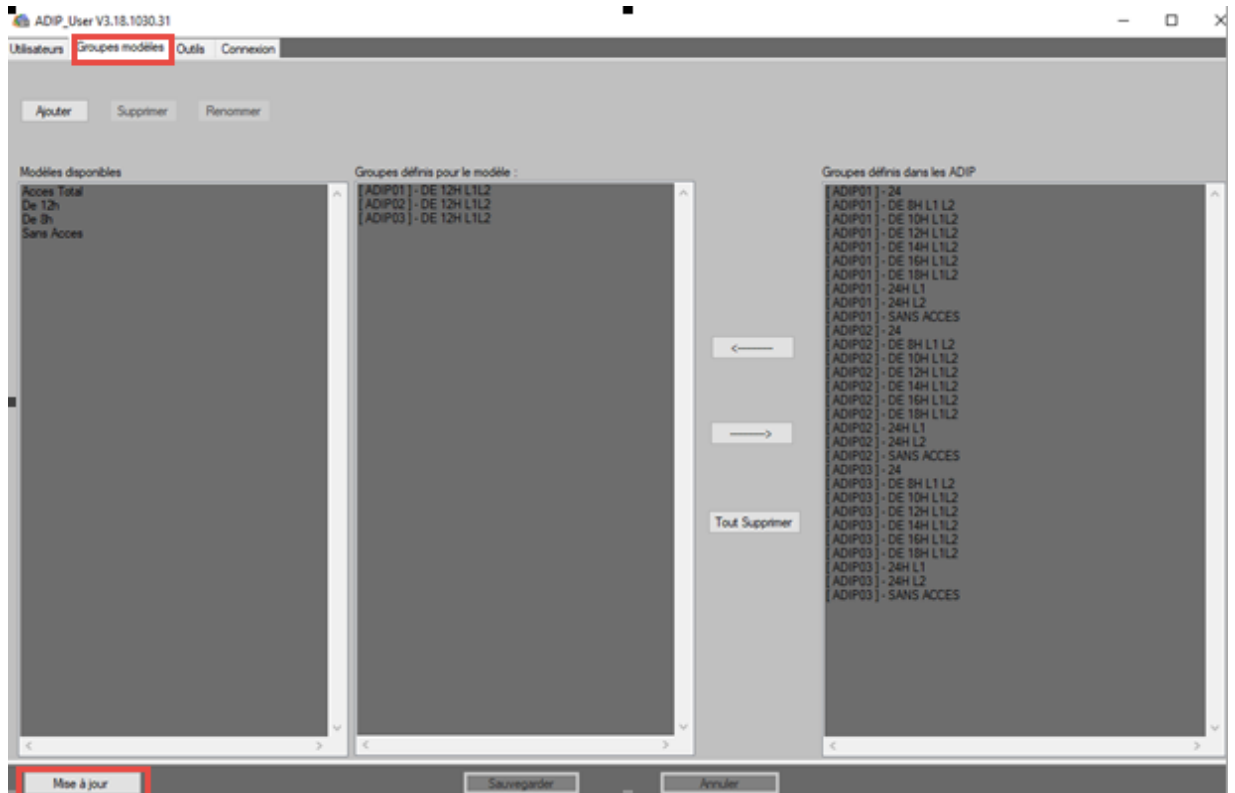 ADIP_User V3.18.1030.31
Utilisateurs Groupes modèles Outils Connexion
Ajouter Supprimer Renommer
Modèles disponibles
Acces Total
De 12h
De 8h
Sans Acces
Groupes définis pour le modèle :
[ ADIP01 ] - DE 12H L1L2
[ ADIP02 ] - DE 12H L1L2
[ ADIP03 ] - DE 12H L1L2
<-------
------->
Tout Supprimer
Groupes définis dans les ADIP
[ ADIP01 ] - 24
[ ADIP01 ] - DE 8H L1 L2
[ ADIP01 ] - DE 10H L1L2
[ ADIP01 ] - DE 12H L1L2
[ ADIP01 ] - DE 14H L1L2
[ ADIP01 ] - DE 16H L1L2
[ ADIP01 ] - DE 18H L1L2
[ ADIP01 ] - 24H L1
[ ADIP01 ] - 24H L2
[ ADIP01 ] - SANS ACCES
[ ADIP02 ] - 24
[ ADIP02 ] - DE 8H L1 L2
[ ADIP02 ] - DE 10H L1L2
[ ADIP02 ] - DE 12H L1L2
[ ADIP02 ] - DE 14H L1L2
[ ADIP02 ] - DE 16H L1L2
[ ADIP02 ] - DE 18H L1L2
[ ADIP02 ] - 24H L1
[ ADIP02 ] - 24H L2
[ ADIP02 ] - SANS ACCES
[ ADIP03 ] - 24
[ ADIP03 ] - DE 8H L1 L2
[ ADIP03 ] - DE 10H L1L2
[ ADIP03 ] - DE 12H L1L2
[ ADIP03 ] - DE 14H L1L2
[ ADIP03 ] - DE 16H L1L2
[ ADIP03 ] - DE 18H L1L2
[ ADIP03 ] - 24H L1
[ ADIP03 ] - 24H L2
[ ADIP03 ] - SANS ACCES
Mise à jour Sauvegarder Annuler